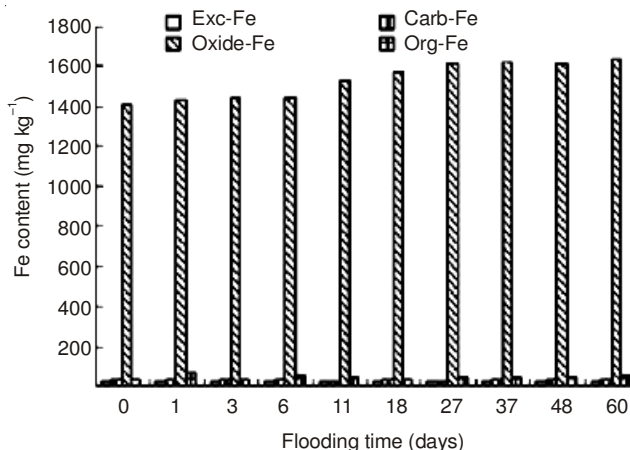 Exc-Fe Carb-Fe
Oxide-Fe Org-Fe
Fe content (mg kg⁻¹)
1800
1600
1400
1200
1000
800
600
400
200
0 1 3 6 11 18 27 37 48 60
Flooding time (days)